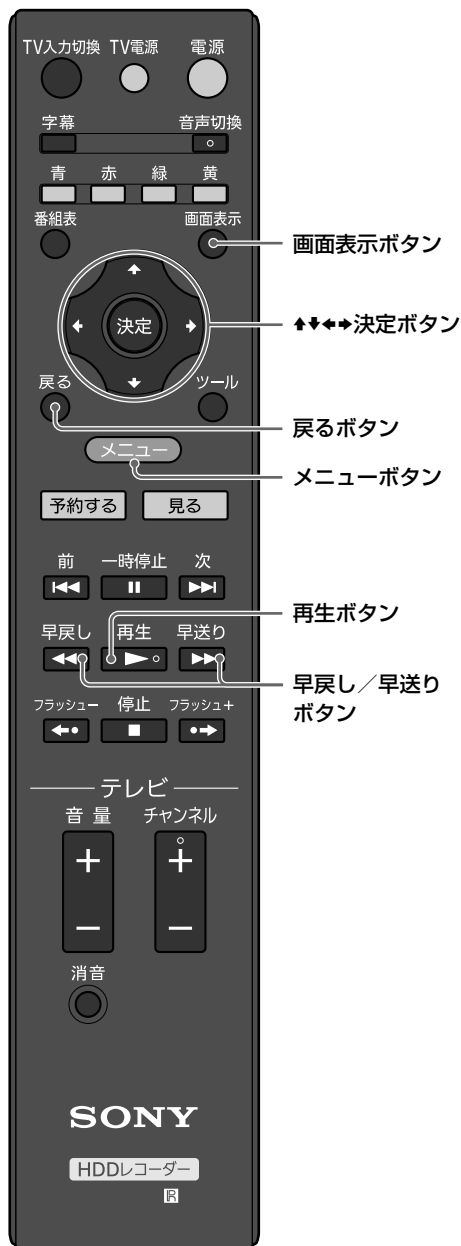 TV入力切換 TV電源 電源
字幕 音声切換
青 赤 緑 黄
番組表 画面表示
画面表示ボタン
決定
決定ボタン
戻る ツール
戻るボタン
メニュー
メニューボタン
予約する 見る
前 一時停止 次
再生ボタン
早戻し 再生 早送り
早戻し／早送り
ボタン
フラッシュー 停止 フラッシュ+
テレビ
音量 チャンネル
+ +
− −
消音
SONY
HDDレコーダー
R